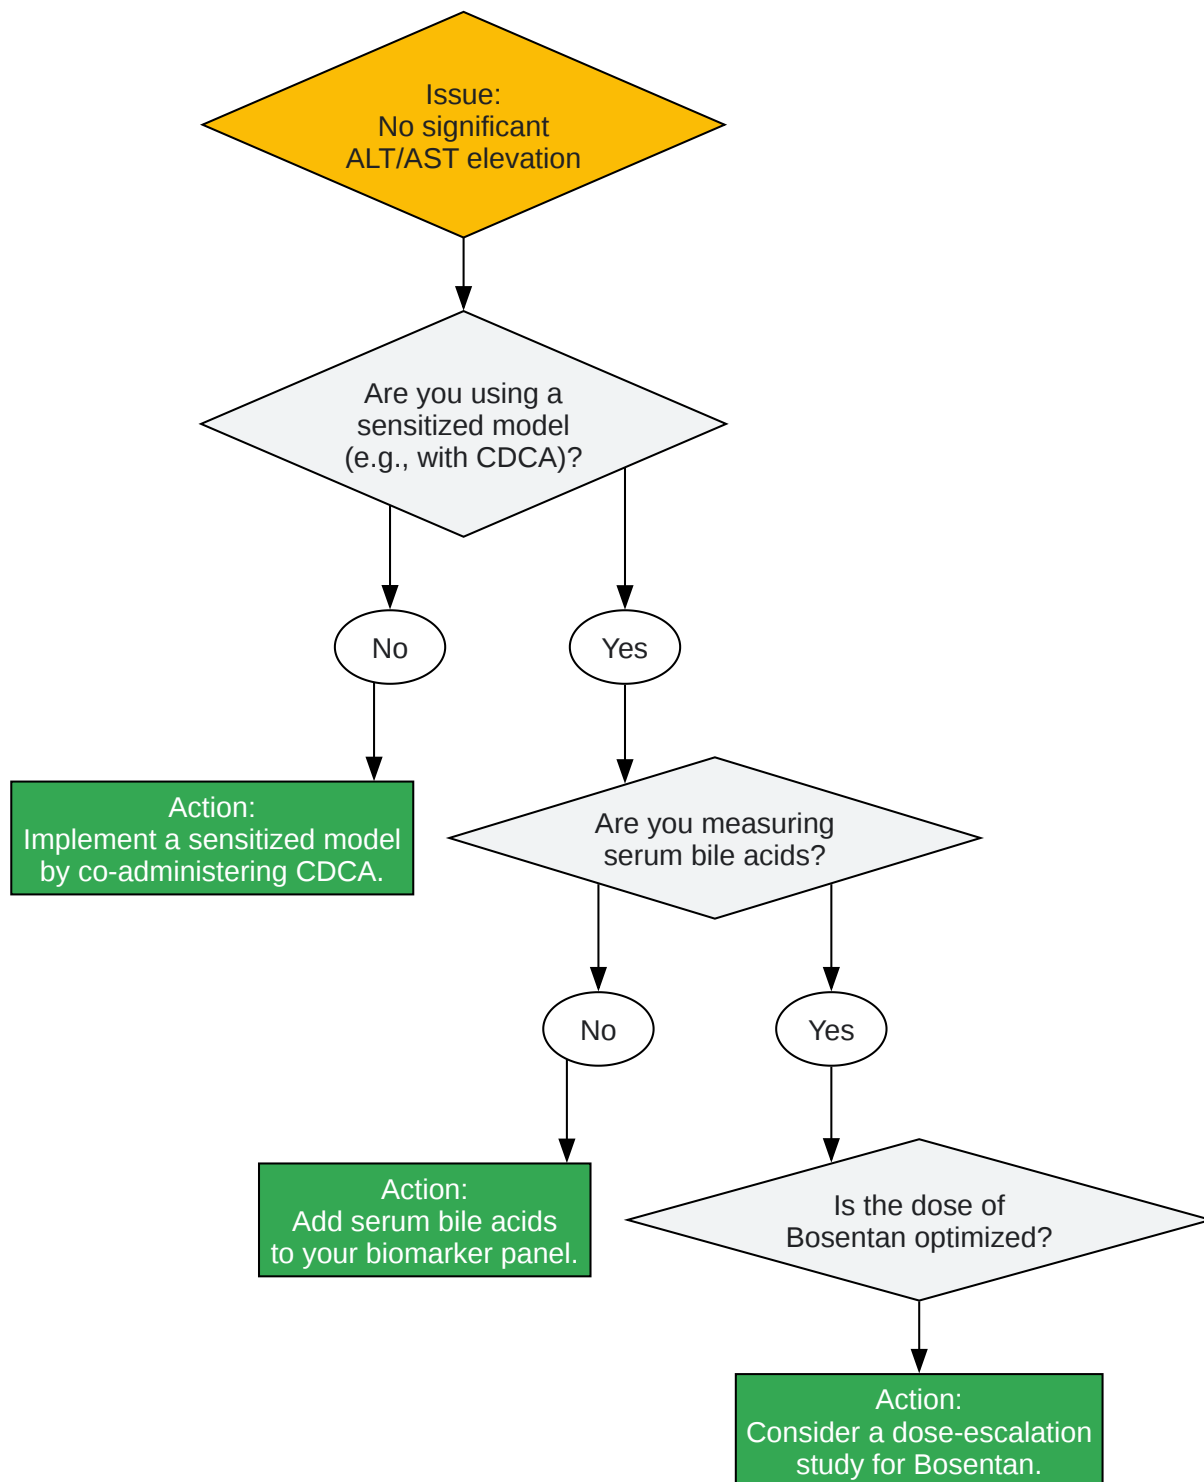 Issue:
No significant
ALT/AST elevation
Are you using a
sensitized model
(e.g., with CDCA)?
No
Yes
Action:
Implement a sensitized model
by co-administering CDCA.
Are you measuring
serum bile acids?
No
Yes
Action:
Add serum bile acids
to your biomarker panel.
Is the dose of
Bosentan optimized?
Action:
Consider a dose-escalation
study for Bosentan.